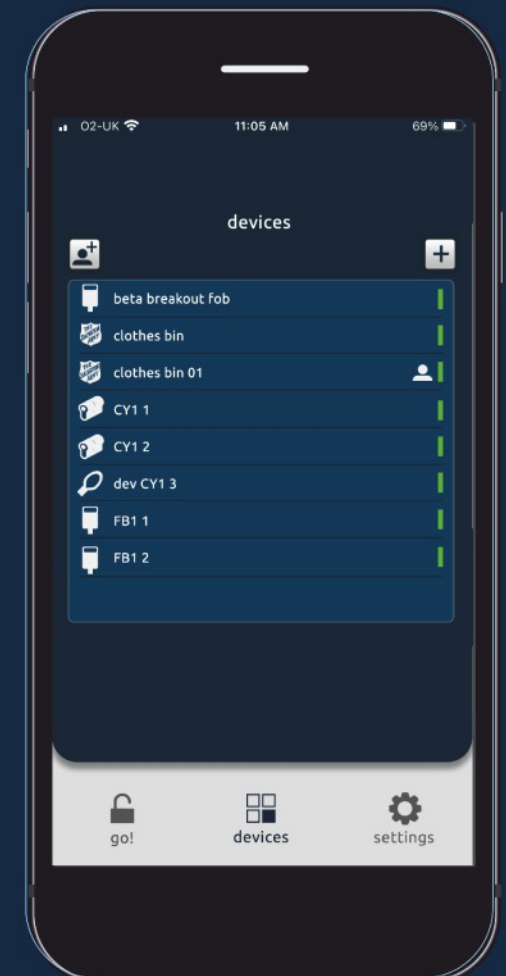 O2-UK 11:05 AM 69%
devices
beta breakout fob
clothes bin
clothes bin 01
CY1 1
CY1 2
dev CY1 3
FB1 1
FB1 2
go! devices settings